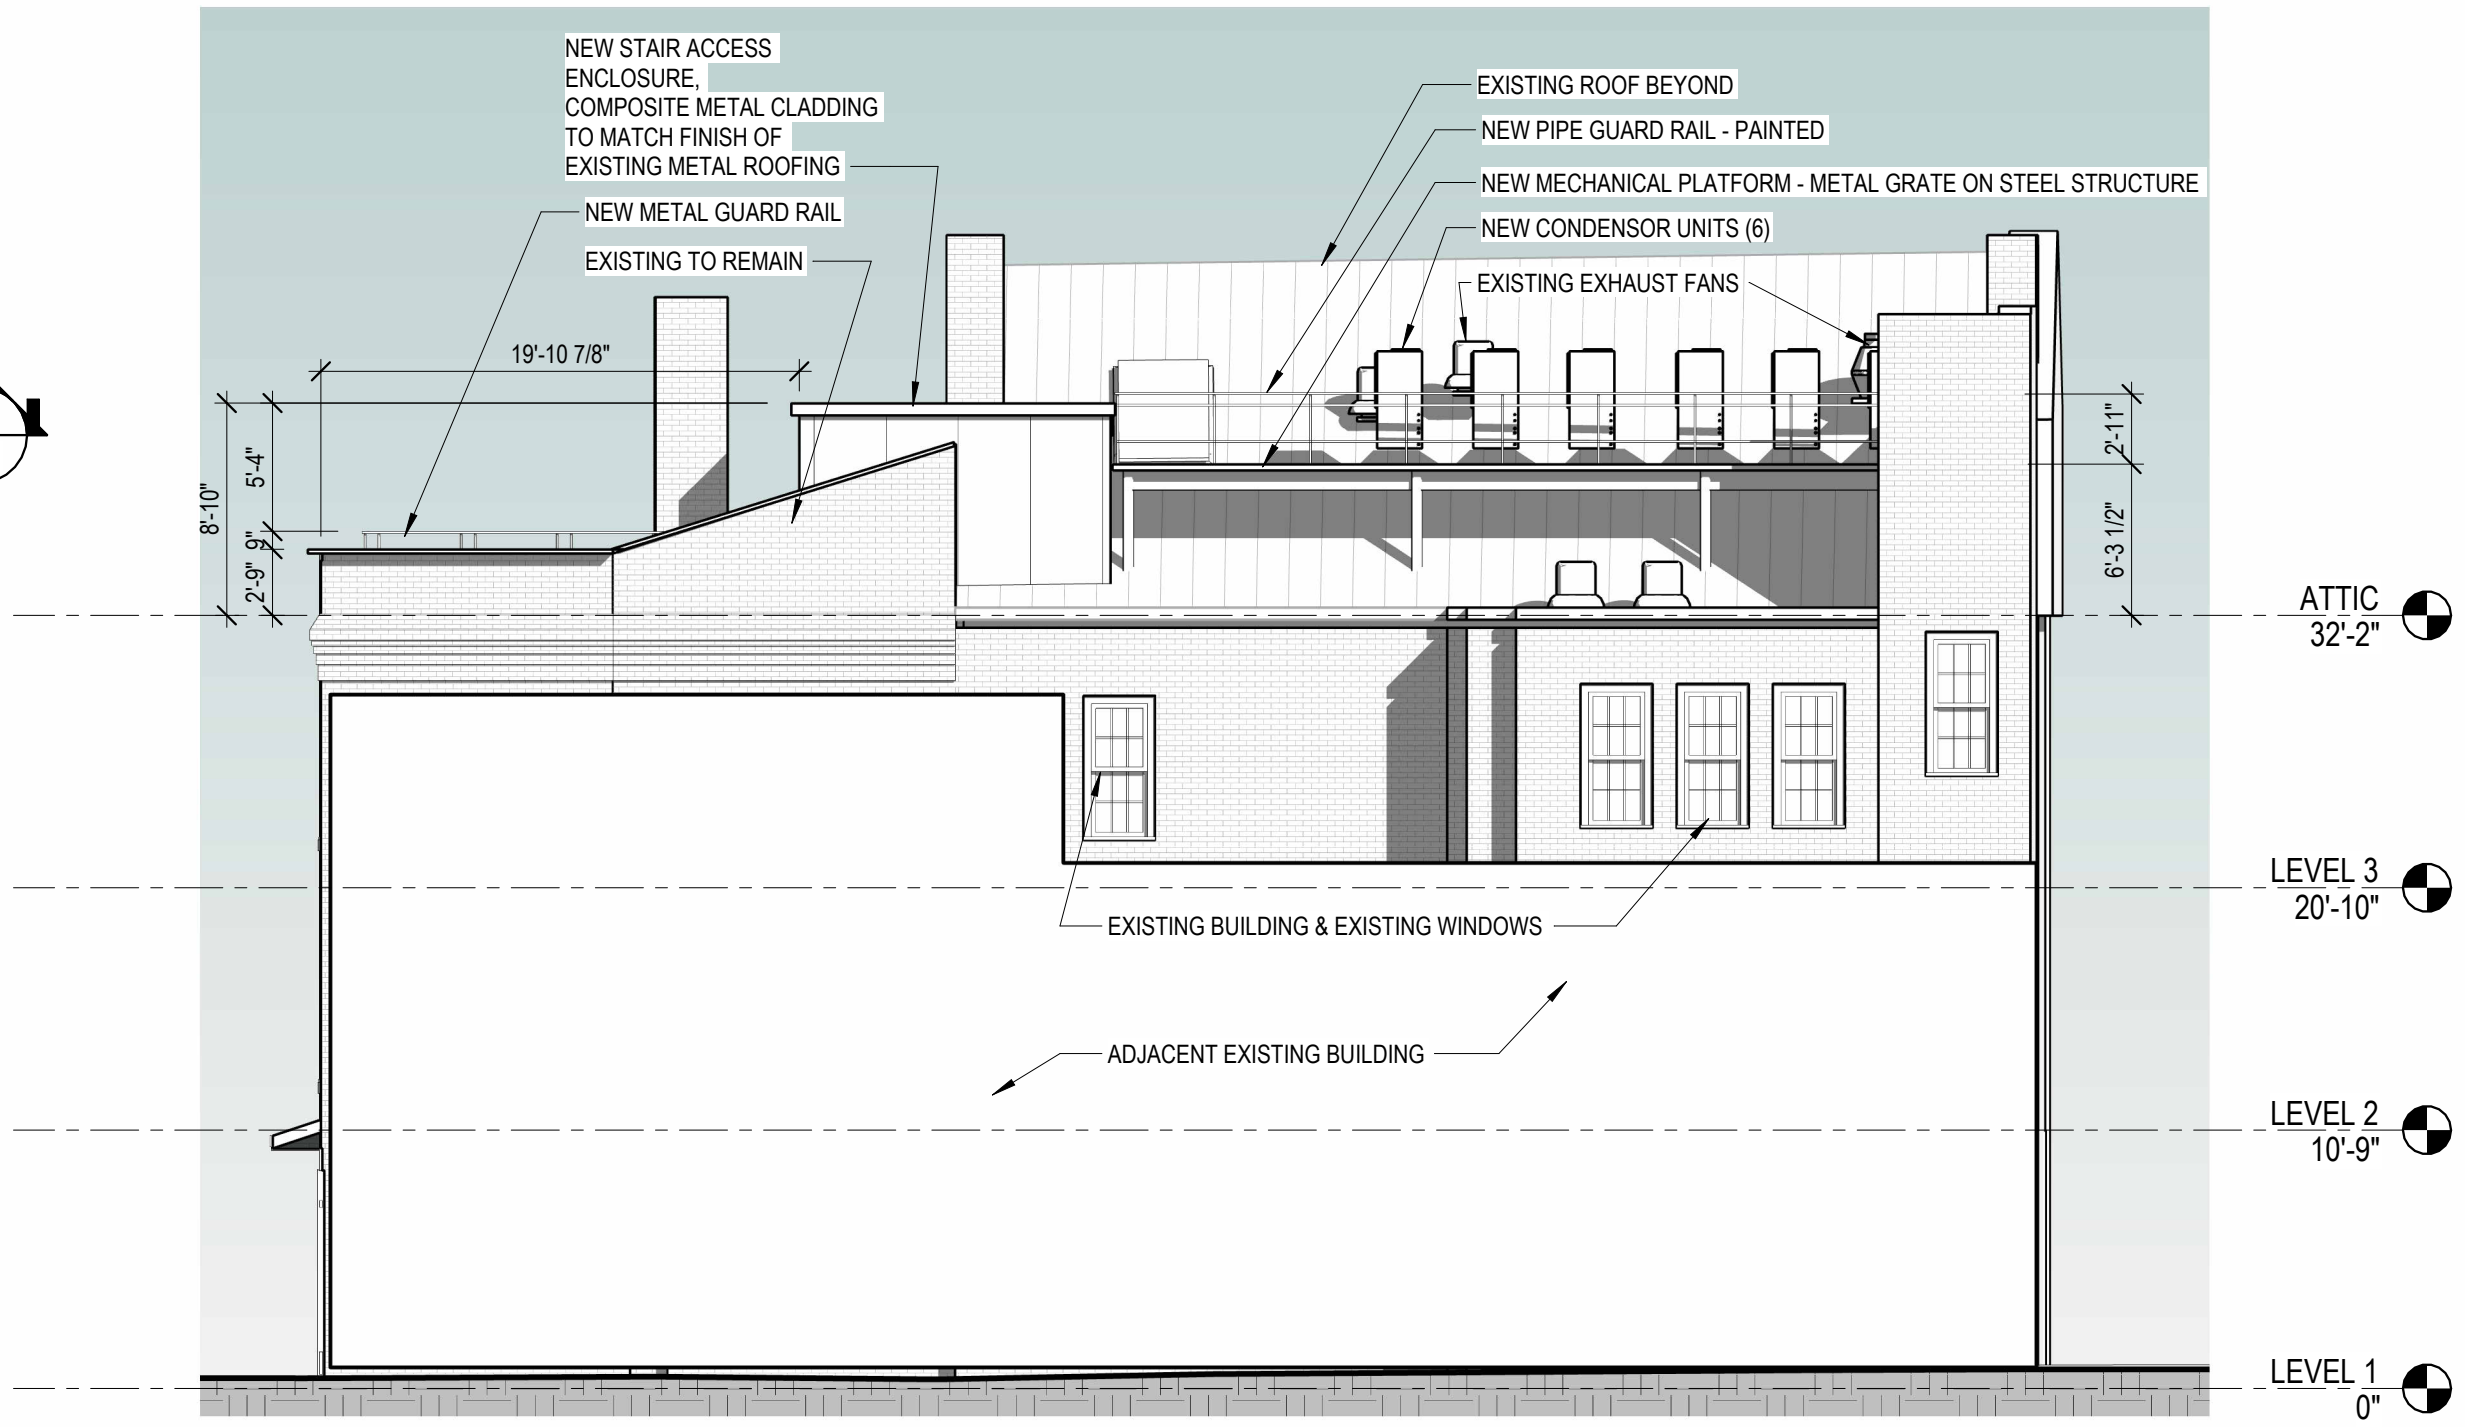 NEW STAIR ACCESS
ENCLOSURE,
COMPOSITE METAL CLADDING
TO MATCH FINISH OF
EXISTING METAL ROOFING
NEW METAL GUARD RAIL
EXISTING TO REMAIN
EXISTING ROOF BEYOND
NEW PIPE GUARD RAIL - PAINTED
NEW MECHANICAL PLATFORM - METAL GRATE ON STEEL STRUCTURE
NEW CONDENSOR UNITS (6)
EXISTING EXHAUST FANS
19'-10 7/8"
8'-10"
5'-4"
9"
2'-9"
2'-11"
6'-3 1/2"
ATTIC
32'-2"
LEVEL 3
20'-10"
EXISTING BUILDING & EXISTING WINDOWS
ADJACENT EXISTING BUILDING
LEVEL 2
10'-9"
LEVEL 1
0"